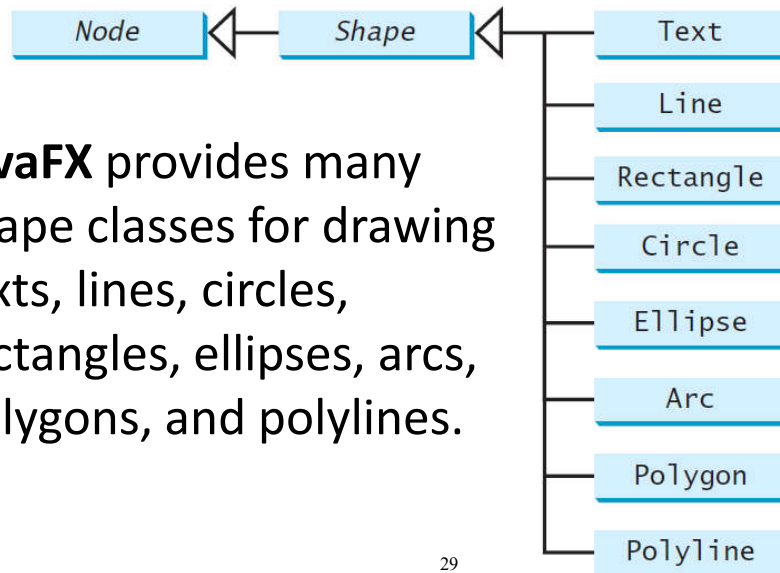 Node
Shape
Text
Line
Rectangle
Circle
Ellipse
Arc
Polygon
Polyline
vaFX provides many
ape classes for drawing
xts, lines, circles,
ctangles, ellipses, arcs,
lygons, and polylines.
29